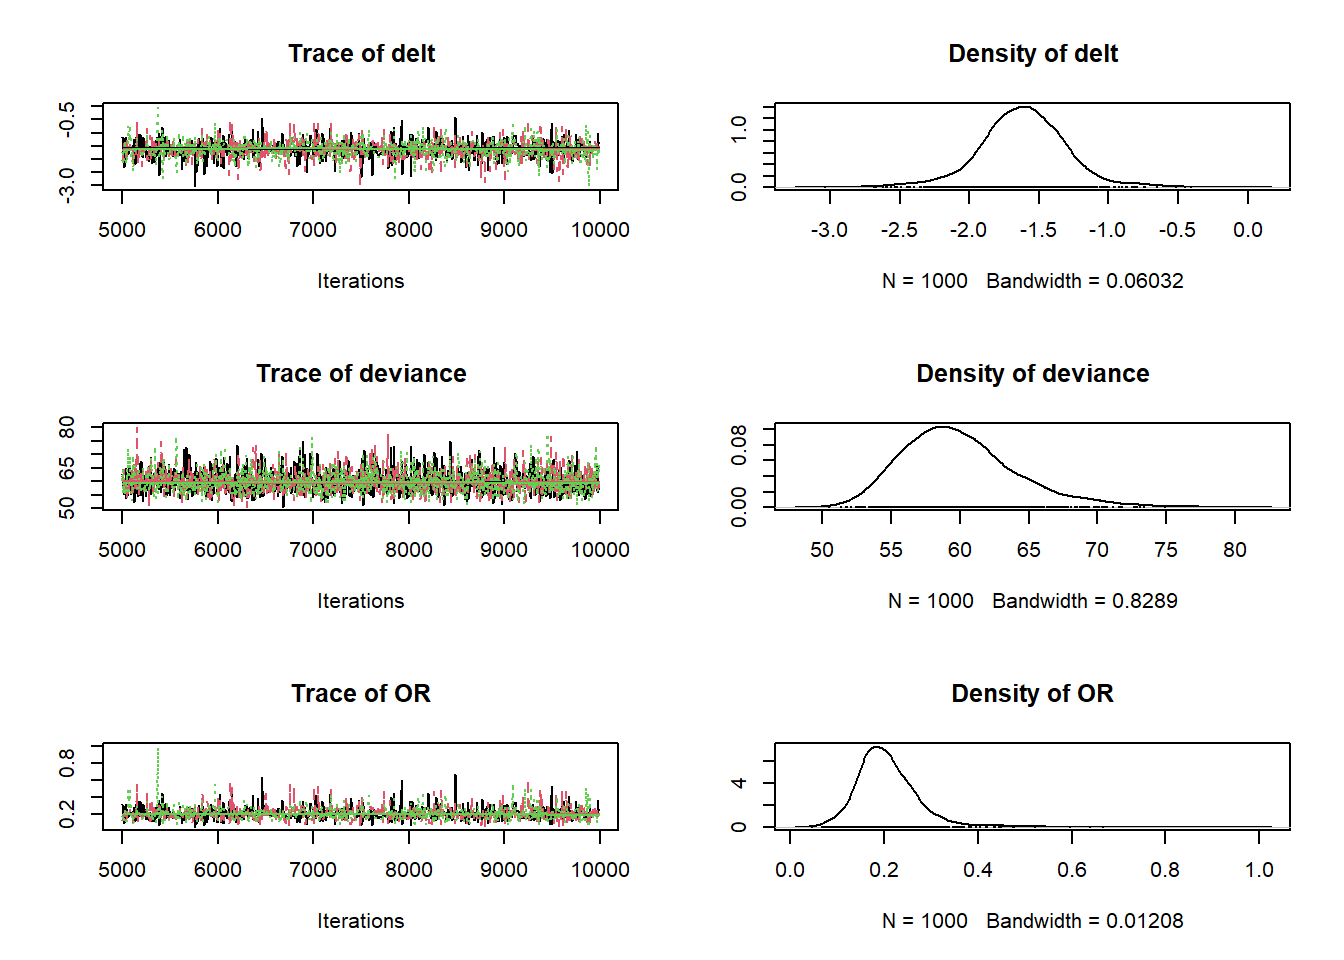 Trace of delt
-0.5
-3.0
5000 6000 7000 8000 9000 10000
Iterations
Density of delt
1.0
0.0
-3.0 -2.5 -2.0 -1.5 -1.0 -0.5 0.0
N = 1000 Bandwidth = 0.06032
Trace of deviance
80
65
50
5000 6000 7000 8000 9000 10000
Iterations
Density of deviance
0.08
0.00
50 55 60 65 70 75 80
N = 1000 Bandwidth = 0.8289
Trace of OR
0.8
0.2
5000 6000 7000 8000 9000 10000
Iterations
Density of OR
4
0
0.0 0.2 0.4 0.6 0.8 1.0
N = 1000 Bandwidth = 0.01208